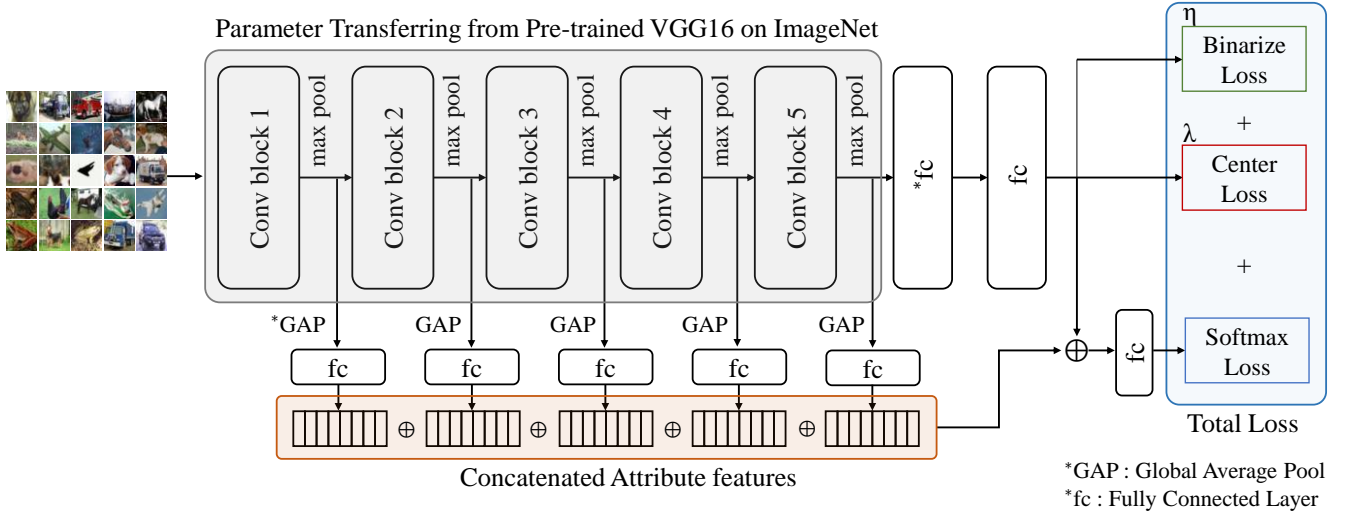 Parameter Transferring from Pre-trained VGG16 on ImageNet
Conv block 1
max pool
Conv block 2
max pool
Conv block 3
max pool
Conv block 4
max pool
Conv block 5
max pool
*fc
fc
η
Binarize
Loss
+
λ
Center
Loss
+
Softmax
Loss
Total Loss
*GAP
GAP
GAP
GAP
GAP
fc
fc
fc
fc
fc
⊕
⊕
⊕
⊕
⊕
fc
Concatenated Attribute features
*GAP : Global Average Pool
*fc : Fully Connected Layer